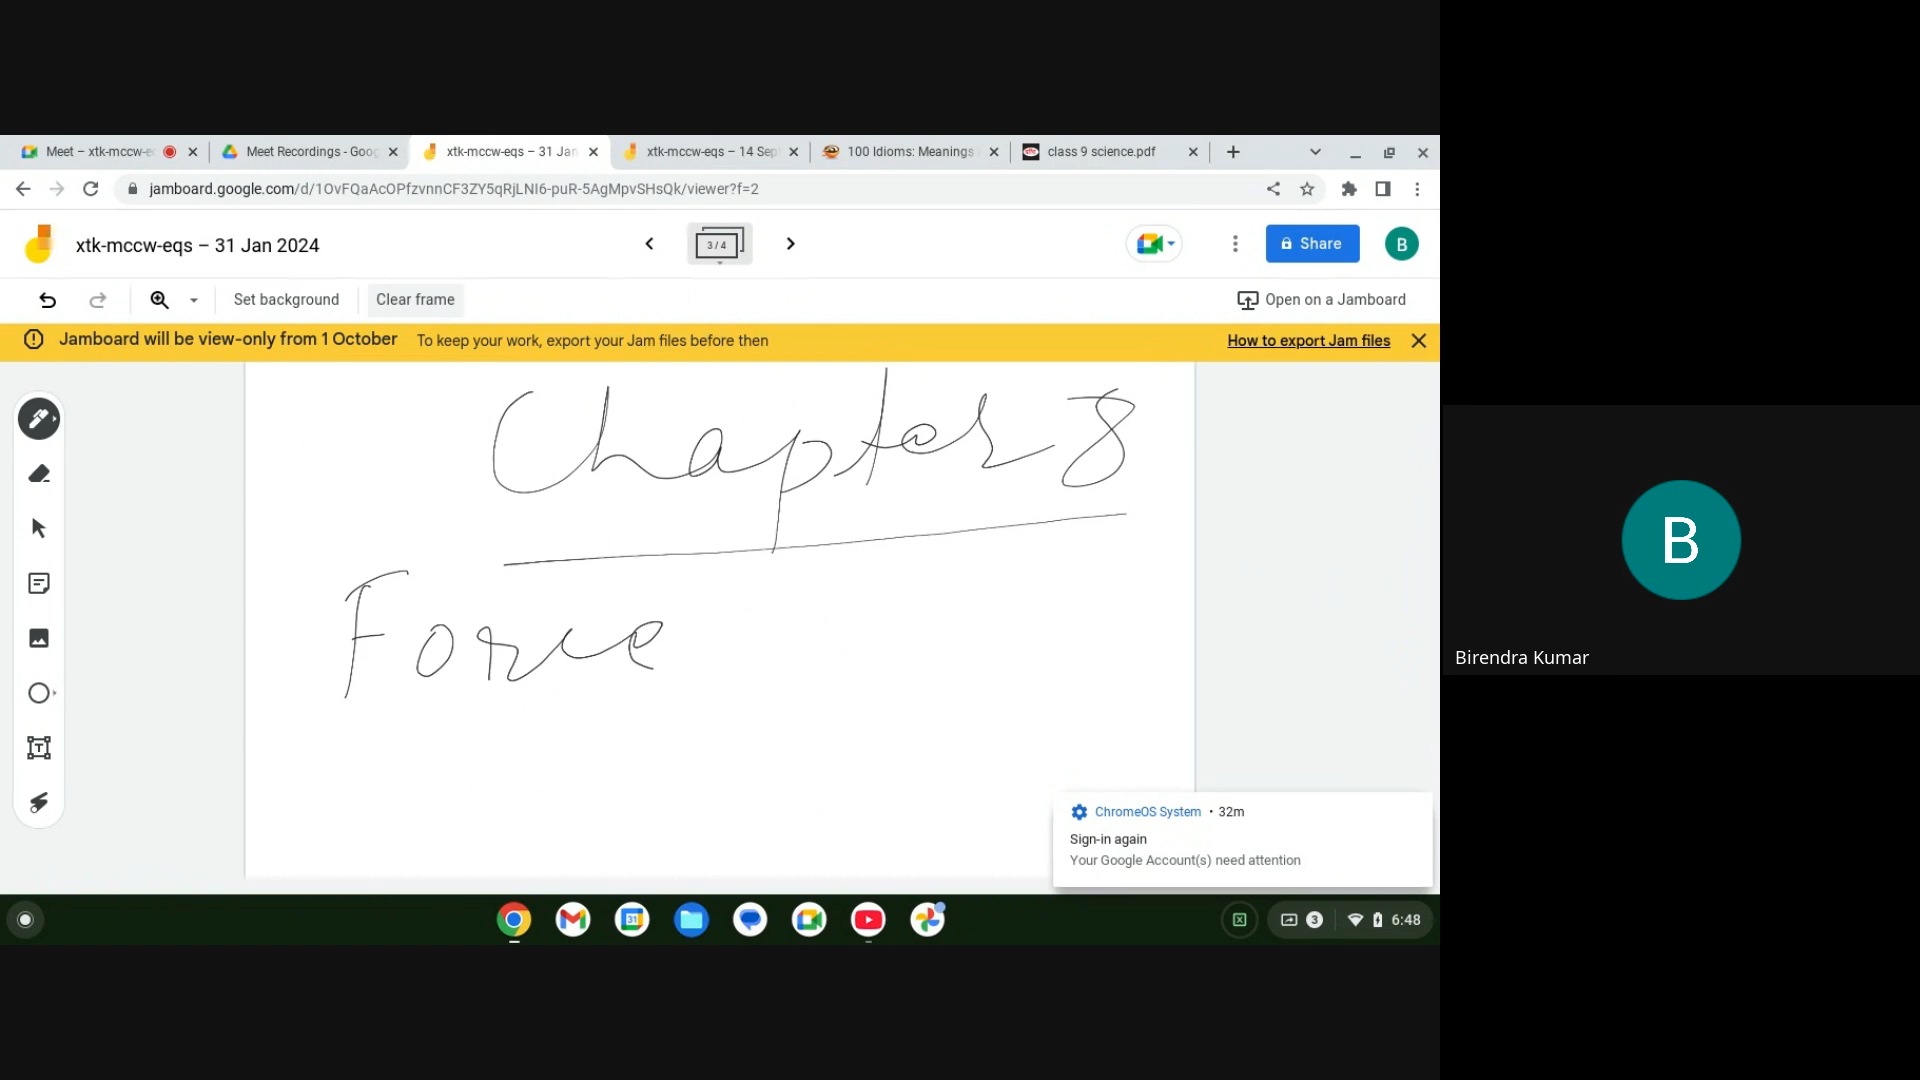 Meet – xtk-mccw-e
Meet Recordings - Goog
xtk-mccw-eqs – 31 Jan
xtk-mccw-eqs – 14 Sep
100 Idioms: Meanings
class 9 science.pdf
jamboard.google.com/d/1OvFQaAcOPfzvnnCF3ZY5qRjLNI6-puR-5AgMpvSHsQk/viewer?f=2
xtk-mccw-eqs – 31 Jan 2024
3 / 4
Share
B
Set background
Clear frame
Open on a Jamboard
Jamboard will be view-only from 1 October
To keep your work, export your Jam files before then
How to export Jam files
Chapter 8
Force
B
Birendra Kumar
ChromeOS System • 32m
Sign-in again
Your Google Account(s) need attention
31
3
6:48